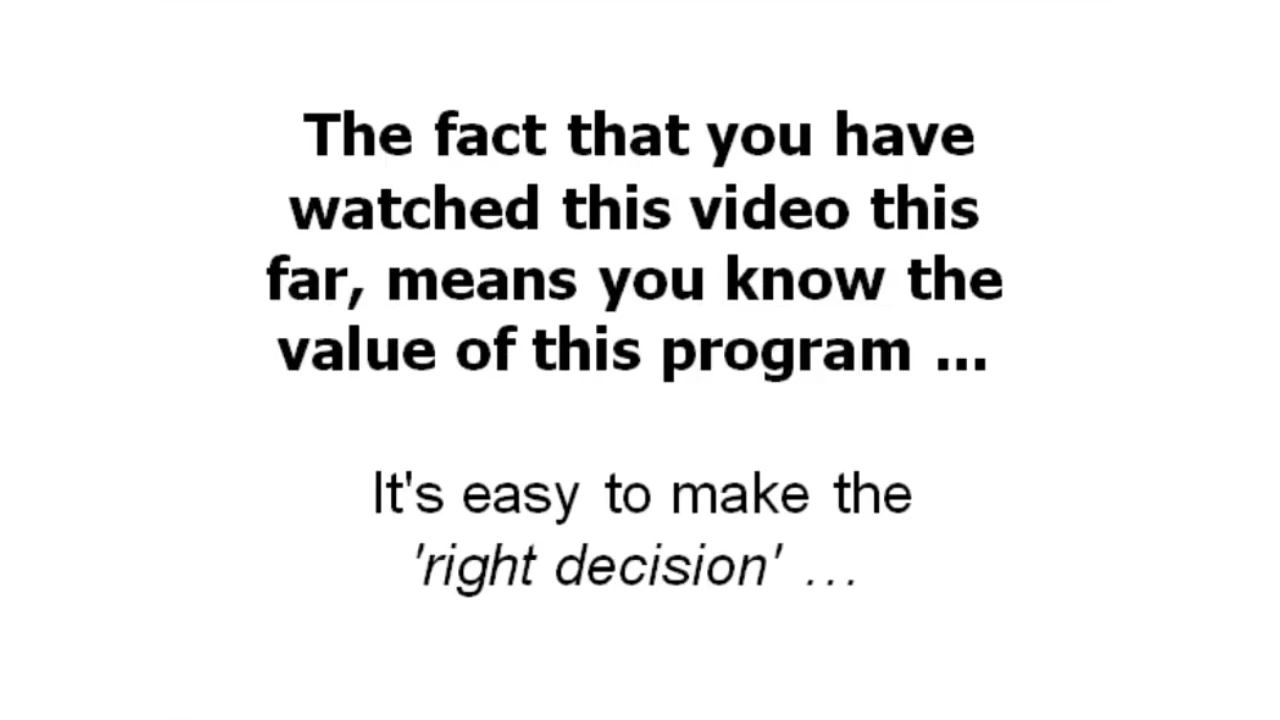 The fact that you have
watched this video this
far, means you know the
value of this program ...
It's easy to make the
'right decision' ...